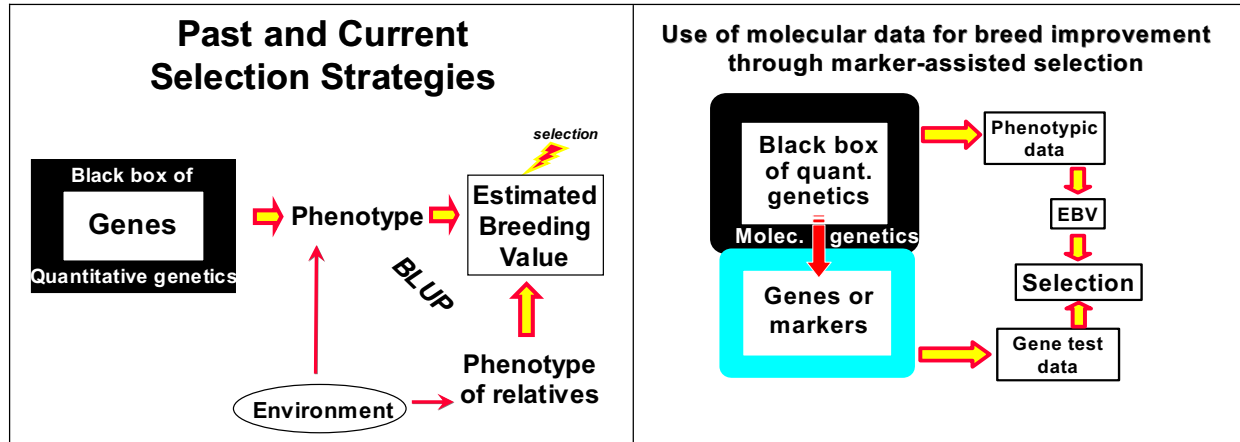 Past and Current
Selection Strategies
selection
Black box of
Genes
Quantitative genetics
Phenotype
Estimated
Breeding
Value
BLUP
Phenotype
of relatives
Environment
Use of molecular data for breed improvement
through marker-assisted selection
Black box
of quant.
genetics
Molec. genetics
Genes or
markers
Phenotypic
data
EBV
Selection
Gene test
data